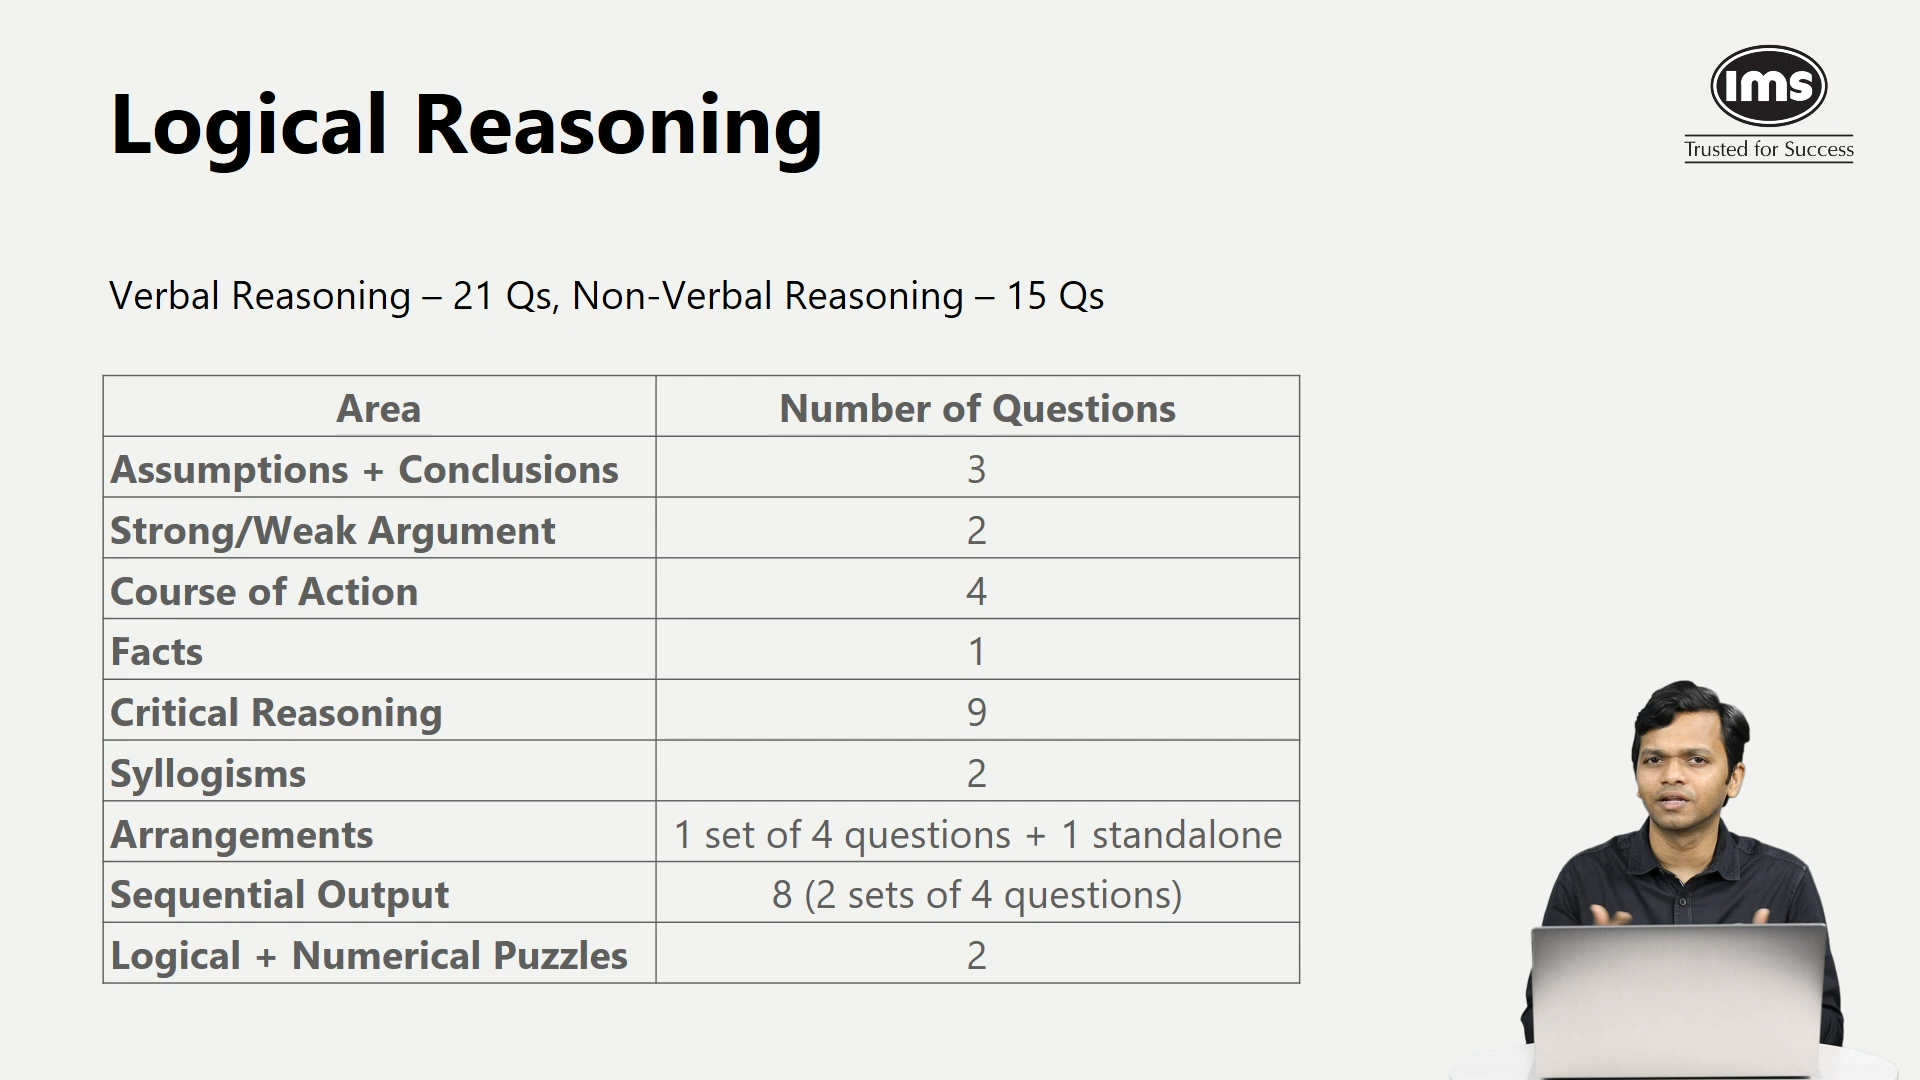 Logical Reasoning
ims
Trusted for Success
Verbal Reasoning – 21 Qs, Non-Verbal Reasoning – 15 Qs
Area Number of Questions
Assumptions + Conclusions 3
Strong/Weak Argument 2
Course of Action 4
Facts 1
Critical Reasoning 9
Syllogisms 2
Arrangements 1 set of 4 questions + 1 standalone
Sequential Output 8 (2 sets of 4 questions)
Logical + Numerical Puzzles 2